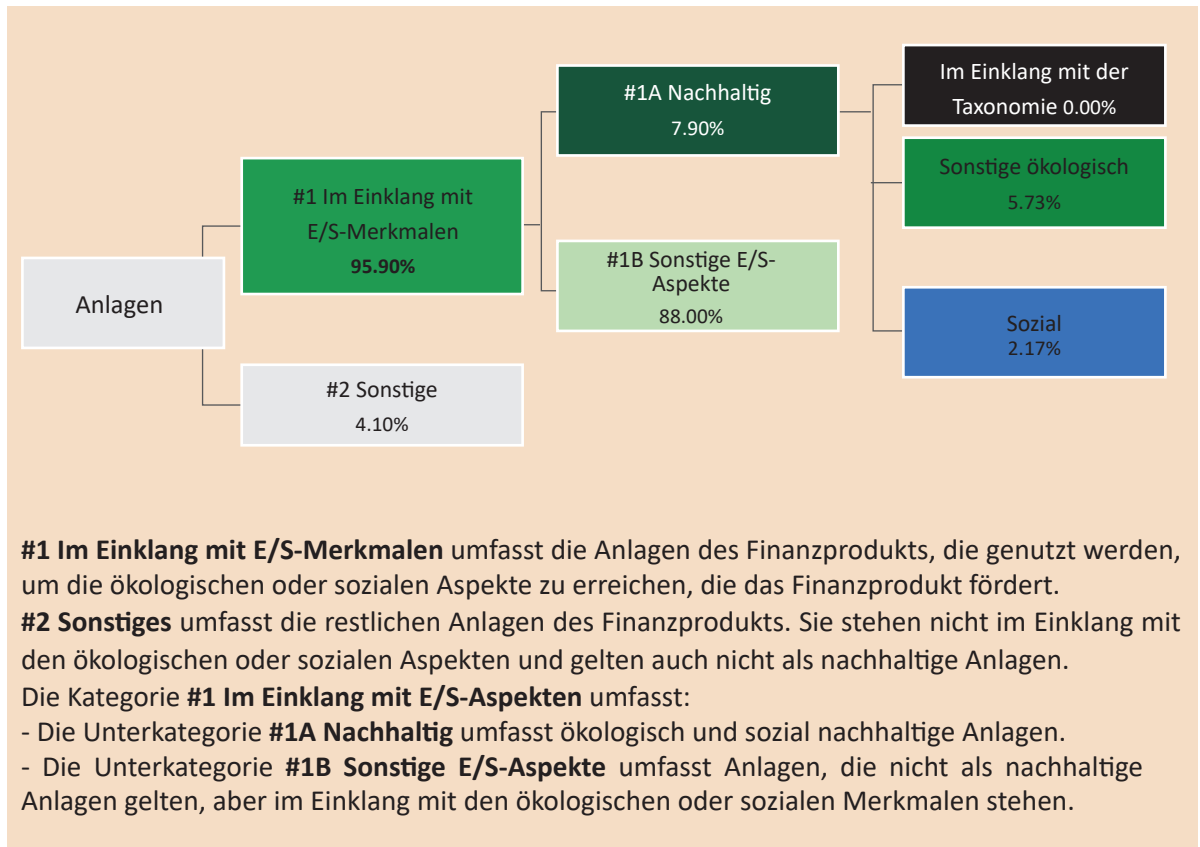 Anlagen
#1 Im Einklang mit
E/S-Merkmalen
95.90%
#2 Sonstige
4.10%
#1A Nachhaltig
7.90%
#1B Sonstige E/S-
Aspekte
88.00%
Im Einklang mit der
Taxonomie 0.00%
Sonstige ökologisch
5.73%
Sozial
2.17%
#1 Im Einklang mit E/S-Merkmalen umfasst die Anlagen des Finanzprodukts, die genutzt werden,
um die ökologischen oder sozialen Aspekte zu erreichen, die das Finanzprodukt fördert.
#2 Sonstiges umfasst die restlichen Anlagen des Finanzprodukts. Sie stehen nicht im Einklang mit
den ökologischen oder sozialen Aspekten und gelten auch nicht als nachhaltige Anlagen.
Die Kategorie #1 Im Einklang mit E/S-Aspekten umfasst:
- Die Unterkategorie #1A Nachhaltig umfasst ökologisch und sozial nachhaltige Anlagen.
- Die Unterkategorie #1B Sonstige E/S-Aspekte umfasst Anlagen, die nicht als nachhaltige
Anlagen gelten, aber im Einklang mit den ökologischen oder sozialen Merkmalen stehen.